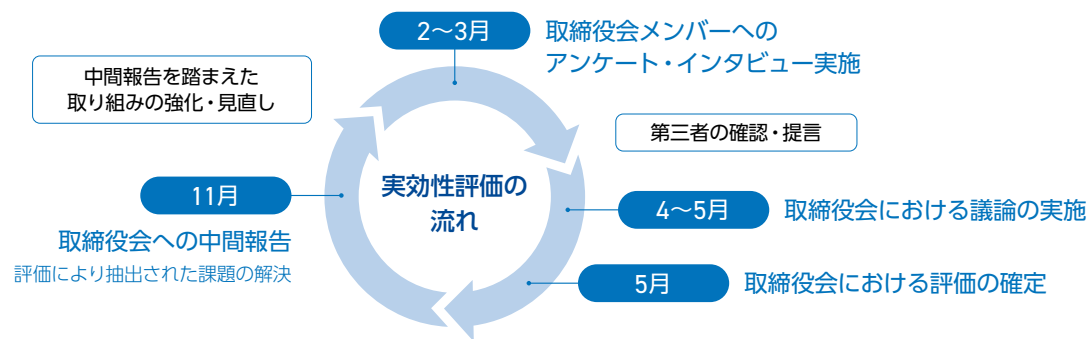 2～3月
取締役会メンバーへの
アンケート・インタビュー実施
中間報告を踏まえた
取り組みの強化・見直し
第三者の確認・提言
実効性評価の
流れ
11月
取締役会への中間報告
評価により抽出された課題の解決
4～5月
取締役会における議論の実施
5月
取締役会における評価の確定